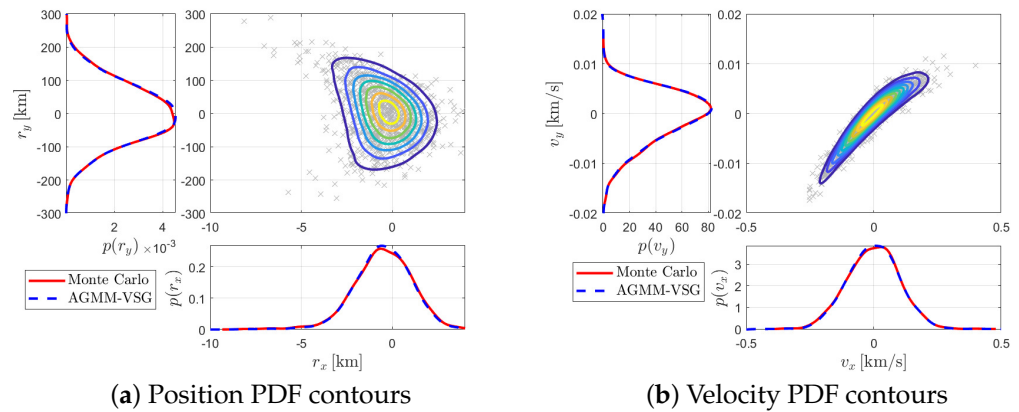 300
200
100
0
-100
-200
-300
r_y [km]
2 4
p(r_y) ×10⁻³
300
200
100
0
-100
-200
-300
-10 -5 0
0.2
0.1
0
p(r_x)
-10 -5 0
r_x [km]
Monte Carlo
AGMM-VSG
(a) Position PDF contours
0.02
0.01
0
-0.01
-0.02
v_y [km/s]
0 20 40 60 80
p(v_y)
0.02
0.01
0
-0.01
-0.02
-0.5 0 0.5
3
2
1
0
p(v_x)
-0.5 0 0.5
v_x [km/s]
Monte Carlo
AGMM-VSG
(b) Velocity PDF contours